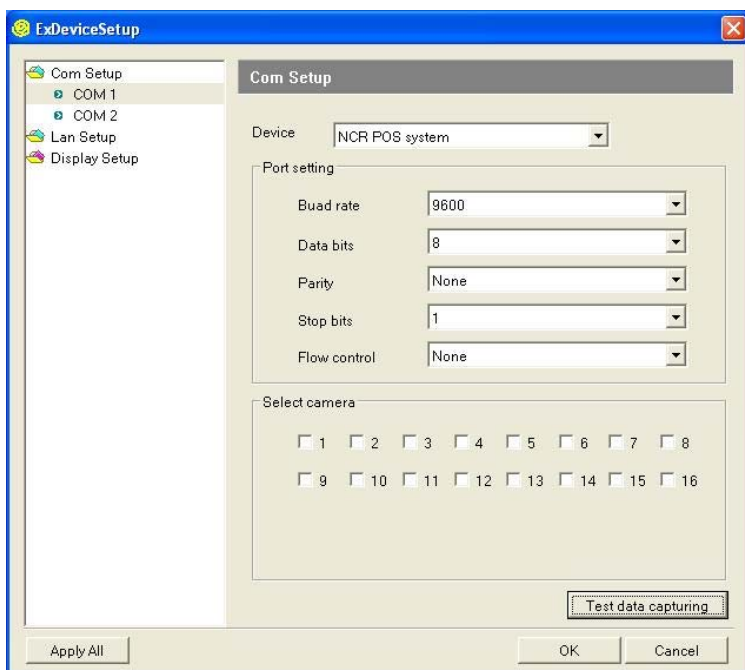 ExDeviceSetup
Com Setup
COM 1
COM 2
Lan Setup
Display Setup
Com Setup
Device NCR POS system
Port setting
Buad rate 9600
Data bits 8
Parity None
Stop bits 1
Flow control None
Select camera
1 2 3 4 5 6 7 8
9 10 11 12 13 14 15 16
Test data capturing
Apply All OK Cancel